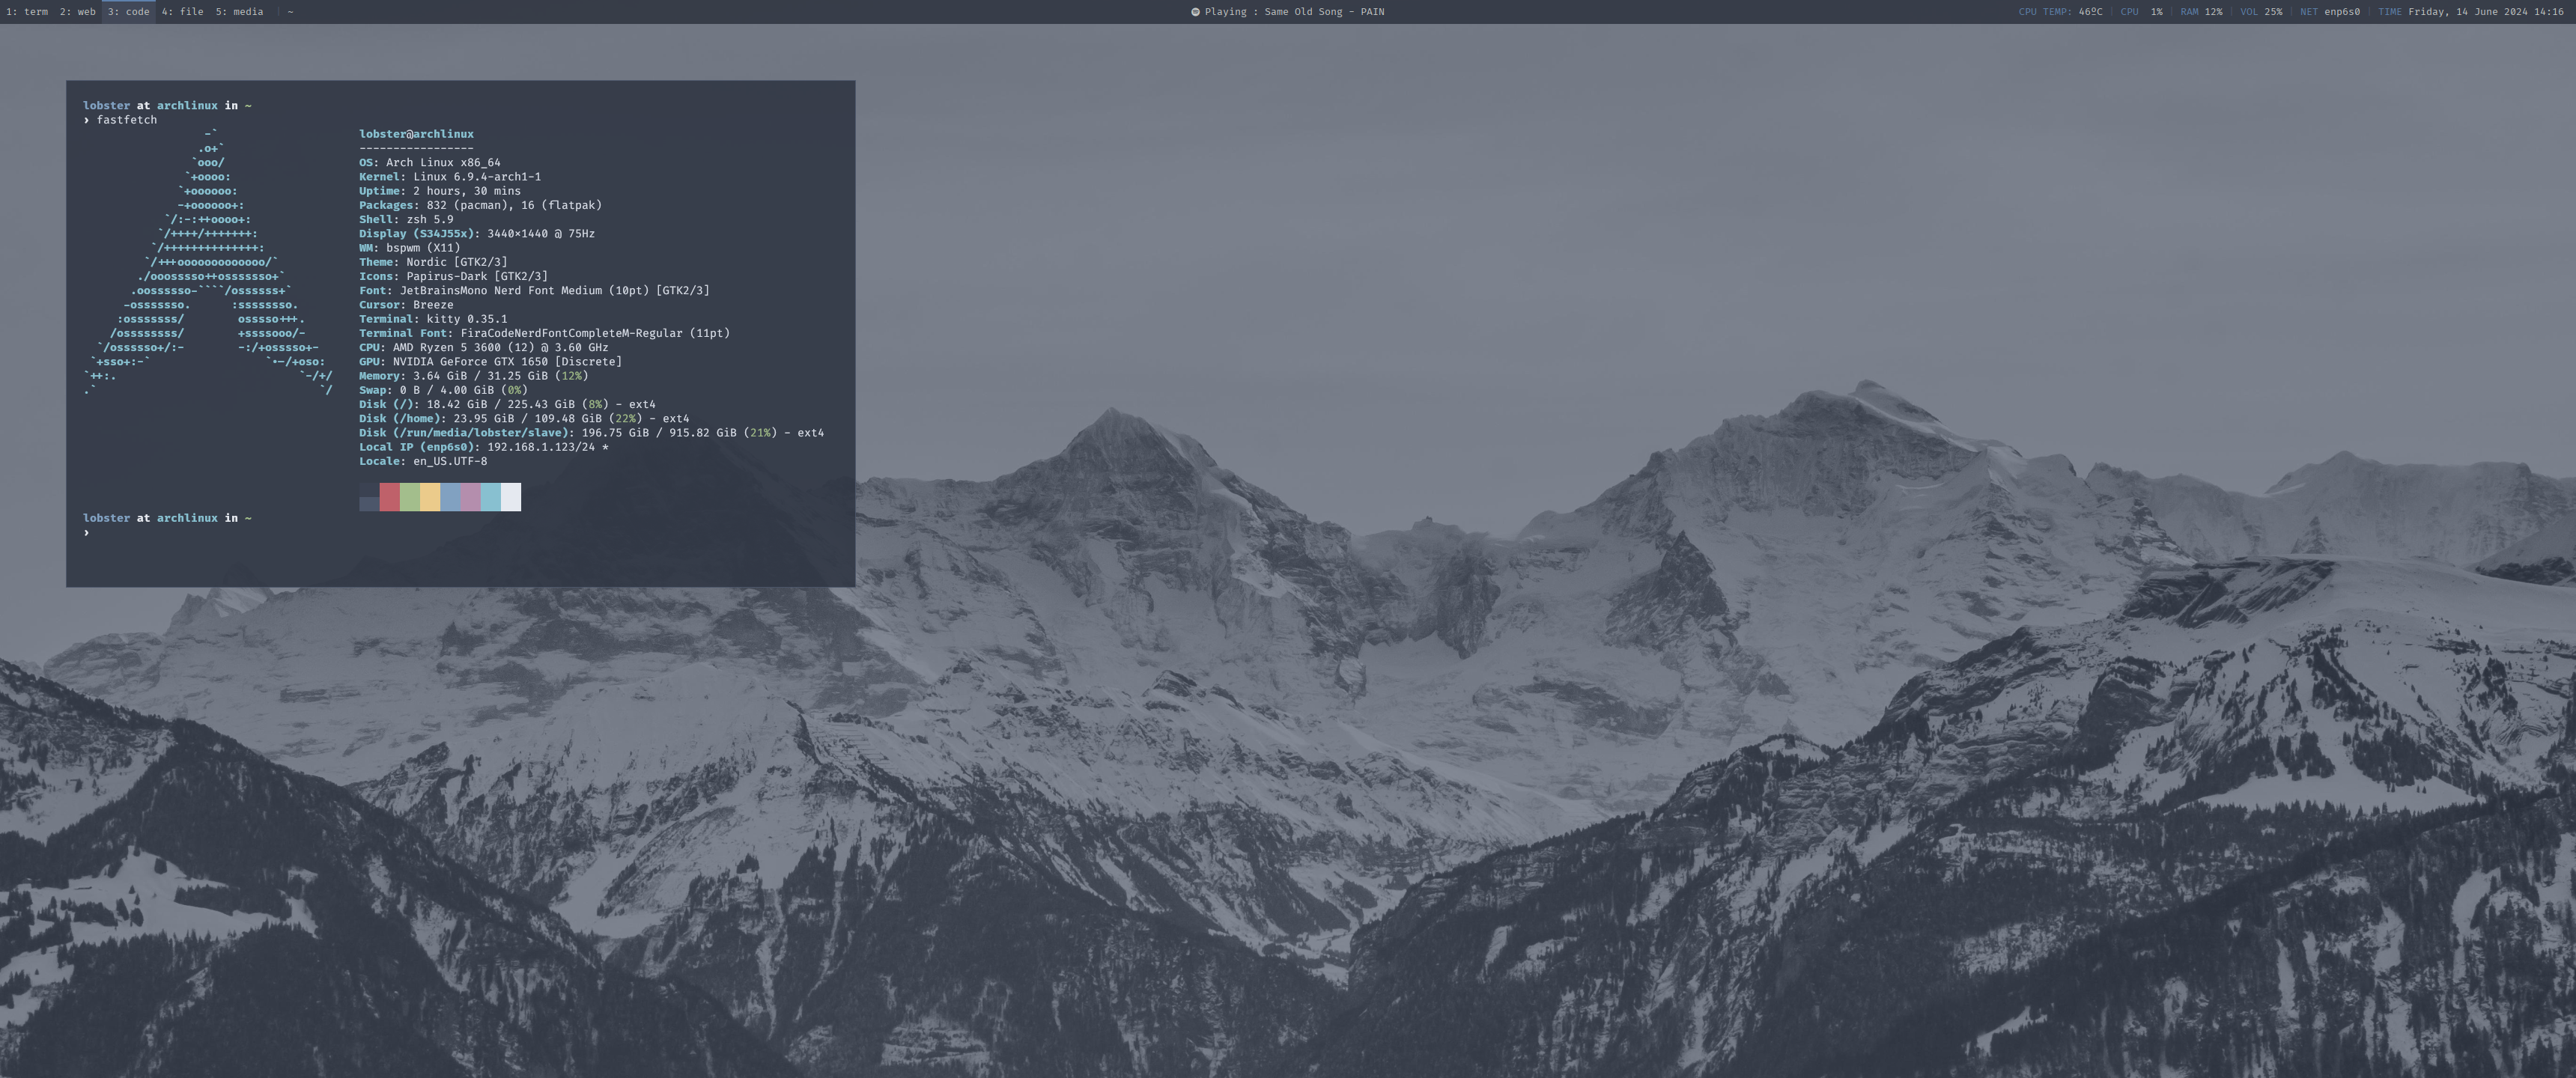 1: term 2: web 3: code 4: file 5: media | ~ Playing : Same Old Song - PAIN CPU TEMP: 46ºC | CPU 1% | RAM 12% | VOL 25% | NET enp6s0 | TIME Friday, 14 June 2024 14:16
lobster at archlinux in ~
› fastfetch
-` lobster@archlinux
.o+` -----------------
`ooo/ OS: Arch Linux x86_64
`+oooo: Kernel: Linux 6.9.4-arch1-1
`+oooooo: Uptime: 2 hours, 30 mins
-+oooooo+: Packages: 832 (pacman), 16 (flatpak)
`/:-:++oooo+: Shell: zsh 5.9
`/++++/+++++++: Display (S34J55x): 3440×1440 @ 75Hz
`/++++++++++++++: WM: bspwm (X11)
`/+++ooooooooooooo/` Theme: Nordic [GTK2/3]
./ooosssso++osssssso+` Icons: Papirus-Dark [GTK2/3]
.oossssso-````/ossssss+` Font: JetBrainsMono Nerd Font Medium (10pt) [GTK2/3]
-osssssso. :ssssssso. Cursor: Breeze
:osssssss/ osssso+++. Terminal: kitty 0.35.1
/ossssssss/ +ssssooo/- Terminal Font: FiraCodeNerdFontCompleteM-Regular (11pt)
`/ossssso+/:- -:/+osssso+- CPU: AMD Ryzen 5 3600 (12) @ 3.60 GHz
`+sso+:-` `.-/+oso: GPU: NVIDIA GeForce GTX 1650 [Discrete]
`++:. `-/+/ Memory: 3.64 GiB / 31.25 GiB (12%)
.` `/ Swap: 0 B / 4.00 GiB (0%)
Disk (/): 18.42 GiB / 225.43 GiB (8%) - ext4
Disk (/home): 23.95 GiB / 109.48 GiB (22%) - ext4
Disk (/run/media/lobster/slave): 196.75 GiB / 915.82 GiB (21%) - ext4
Local IP (enp6s0): 192.168.1.123/24 *
Locale: en_US.UTF-8
lobster at archlinux in ~
›